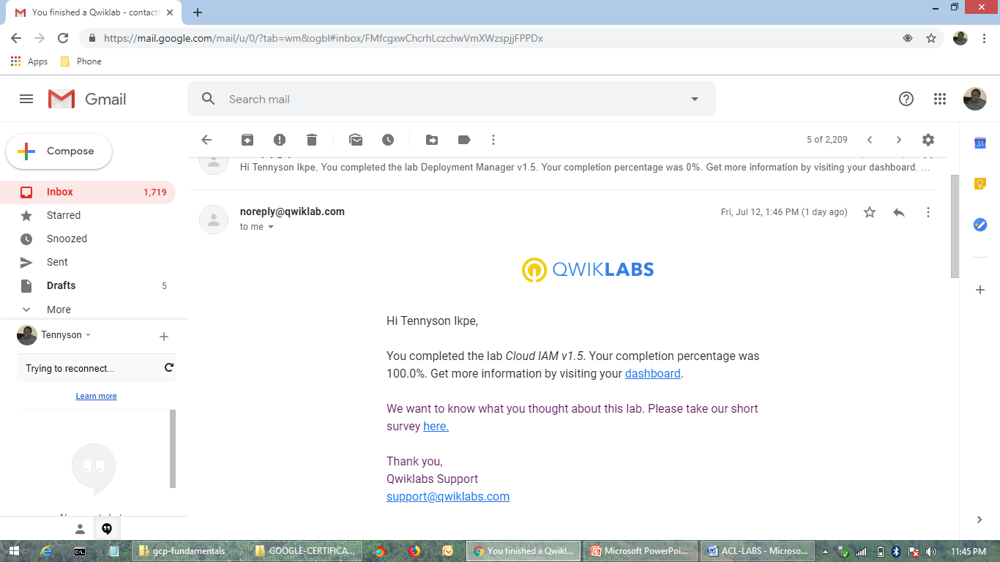 You finished a Qwiklab - contact
https://mail.google.com/mail/u/0/?tab=wm&ogbl#inbox/FMfcgxwChcrhLczchwVmXWzspjjFPPDx
Apps Phone
Gmail
Search mail
Compose
5 of 2,209
31
Hi Tennyson Ikpe, You completed the lab Deployment Manager v1.5. Your completion percentage was 0%. Get more information by visiting your dashboard. ...
Inbox 1,719
Starred
Snoozed
Sent
Drafts 5
More
Tennyson
Trying to reconnect...
Learn more
noreply@qwiklab.com
Fri, Jul 12, 1:46 PM (1 day ago)
to me
QWIKLABS
Hi Tennyson Ikpe,
You completed the lab Cloud IAM v1.5. Your completion percentage was
100.0%. Get more information by visiting your dashboard.
We want to know what you thought about this lab. Please take our short
survey here.
Thank you,
Qwiklabs Support
support@qwiklabs.com
gcp-fundamentals
GOOGLE-CERTIFICA...
You finished a Qwikl...
Microsoft PowerPoi...
ACL-LABS - Microso...
11:45 PM